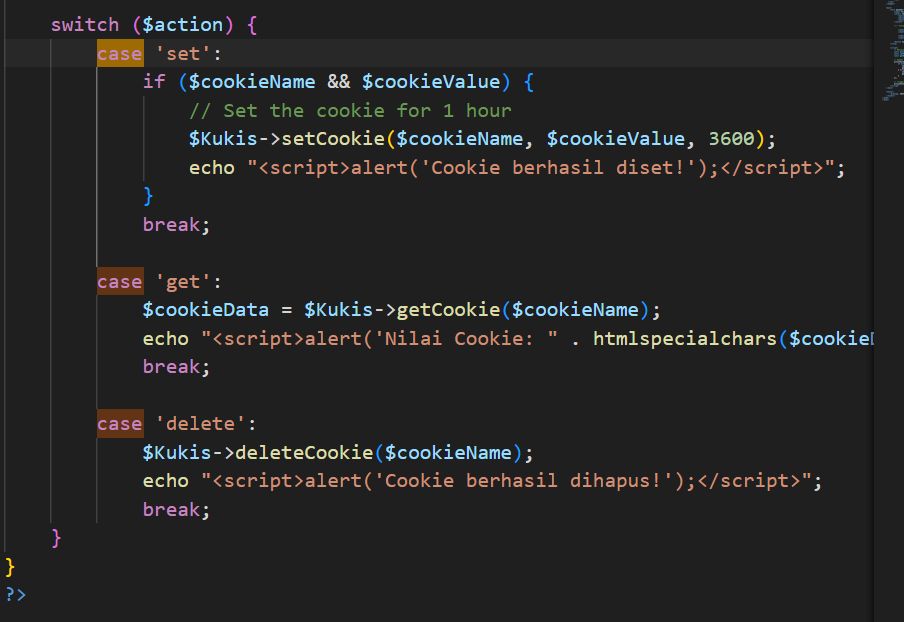 switch ($action) {
case 'set':
if ($cookieName && $cookieValue) {
// Set the cookie for 1 hour
$Kukis->setCookie($cookieName, $cookieValue, 3600);
echo "<script>alert('Cookie berhasil diset!');</script>";
}
break;
case 'get':
$cookieData = $Kukis->getCookie($cookieName);
echo "<script>alert('Nilai Cookie: " . htmlspecialchars($cookie
break;
case 'delete':
$Kukis->deleteCookie($cookieName);
echo "<script>alert('Cookie berhasil dihapus!');</script>";
break;
}
}
?>